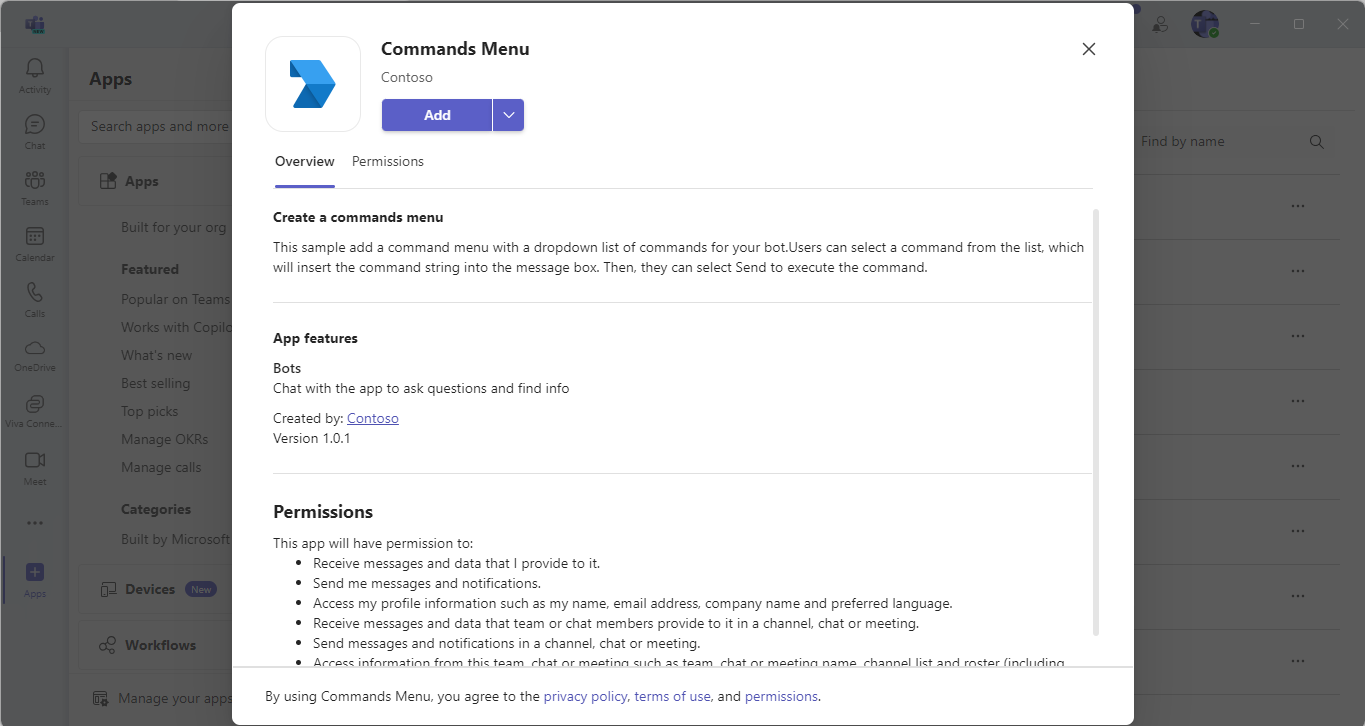 Activity
Chat
Teams
Calendar
Calls
OneDrive
Viva Conne...
Meet
Apps
Apps
Search apps and more
Apps
Built for your org
Featured
Popular on Teams
Works with Copilo
What's new
Best selling
Top picks
Manage OKRs
Manage calls
Categories
Built by Microsoft
Devices New
Workflows
Manage your apps
Commands Menu
Contoso
Add
Overview Permissions
Create a commands menu
This sample add a command menu with a dropdown list of commands for your bot.Users can select a command from the list, which
will insert the command string into the message box. Then, they can select Send to execute the command.
App features
Bots
Chat with the app to ask questions and find info
Created by: Contoso
Version 1.0.1
Permissions
This app will have permission to:
• Receive messages and data that I provide to it.
• Send me messages and notifications.
• Access my profile information such as my name, email address, company name and preferred language.
• Receive messages and data that team or chat members provide to it in a channel, chat or meeting.
• Send messages and notifications in a channel, chat or meeting.
• Access information from this team, chat or meeting such as team, chat or meeting name, channel list and roster (including
By using Commands Menu, you agree to the privacy policy, terms of use, and permissions.
Find by name